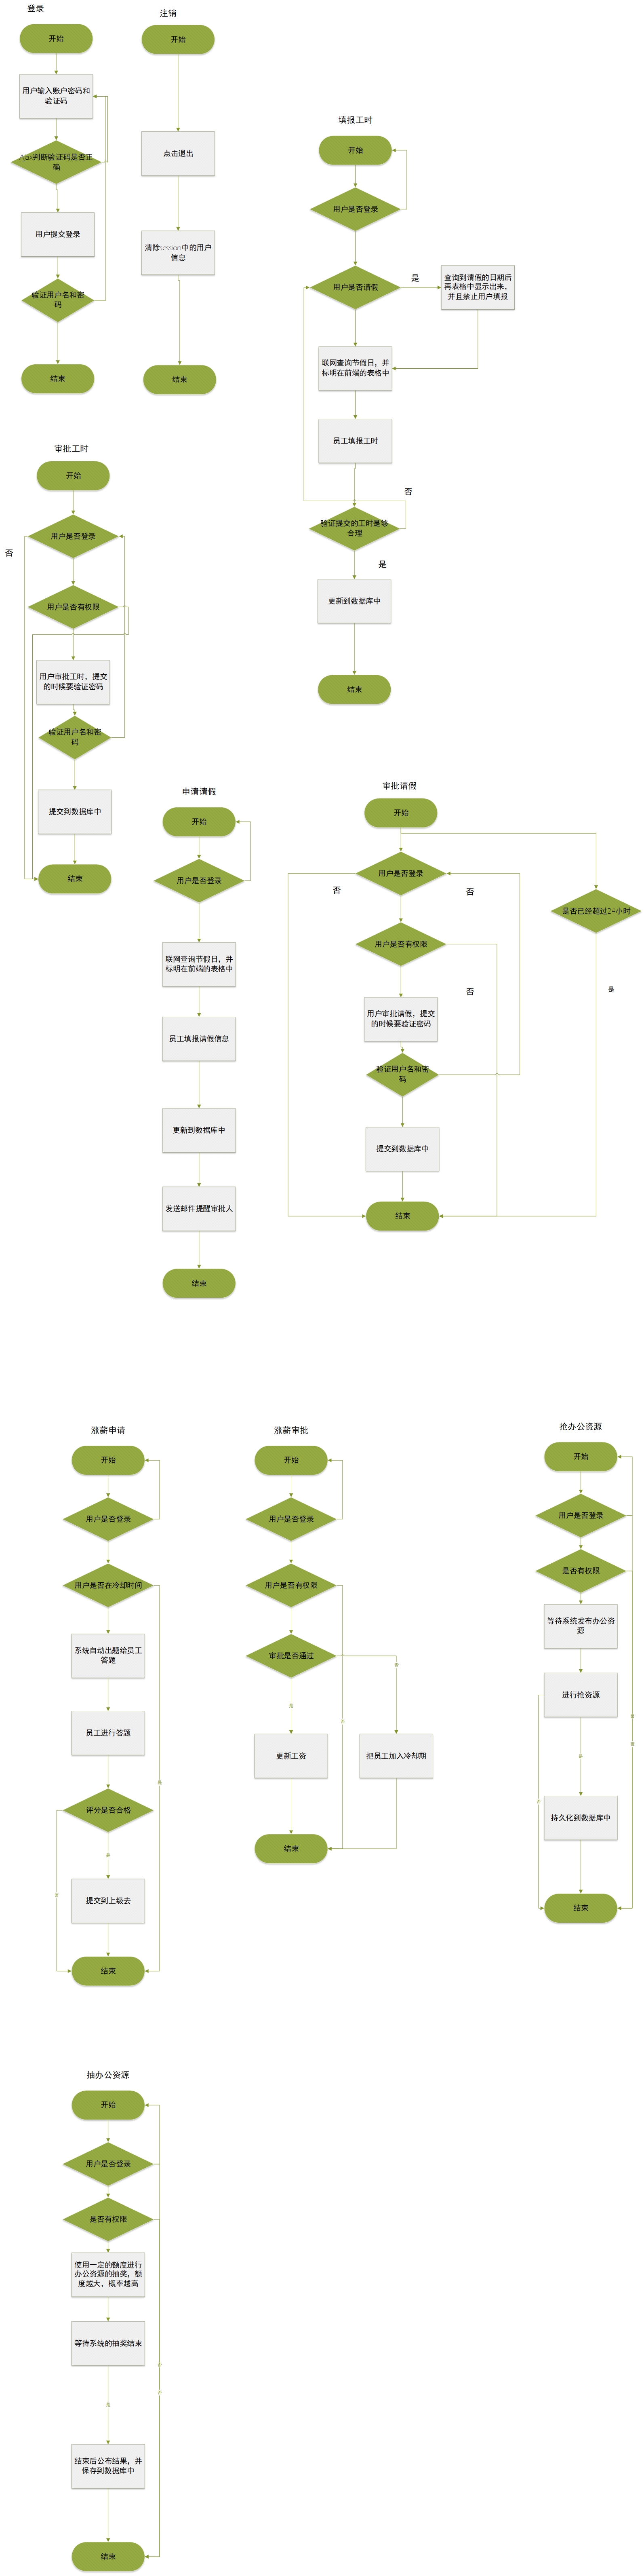 登录
开始
用户输入账户密码和
验证码
Ajax判断验证码是否正
确
用户提交登录
验证用户名和密
码
结束
注销
开始
点击退出
清除session中的用户
信息
结束
填报工时
开始
用户是否登录
用户是否请假
是
查询到请假的日期后
再表格中显示出来,
并且禁止用户填报
联网查询节假日,并
标明在前端的表格中
员工填报工时
否
验证提交的工时是够
合理
是
更新到数据库中
结束
审批工时
开始
用户是否登录
否
用户是否有权限
用户审批工时,提交
的时候要验证密码
验证用户名和密
码
提交到数据库中
结束
申请请假
开始
用户是否登录
联网查询节假日,并
标明在前端的表格中
员工填报请假信息
更新到数据库中
发送邮件提醒审批人
结束
审批请假
开始
用户是否登录
否
否
是否已经超过24小时
用户是否有权限
是
否
用户审批请假,提交
的时候要验证密码
验证用户名和密
码
提交到数据库中
结束
涨薪申请
开始
用户是否登录
用户是否在冷却时间
系统自动出题给员工
答题
员工进行答题
评分是否合格
提交到上级去
结束
涨薪审批
开始
用户是否登录
用户是否有权限
审批是否通过
更新工资
把员工加入冷却期
结束
抢办公资源
开始
用户是否登录
是否有权限
等待系统发布办公资
源
进行抢资源
持久化到数据库中
结束
抽办公资源
开始
用户是否登录
是否有权限
使用一定的额度进行
办公资源的抽奖,额
度越大,概率越高
等待系统的抽奖结束
结束后公布结果,并
保存到数据库中
结束